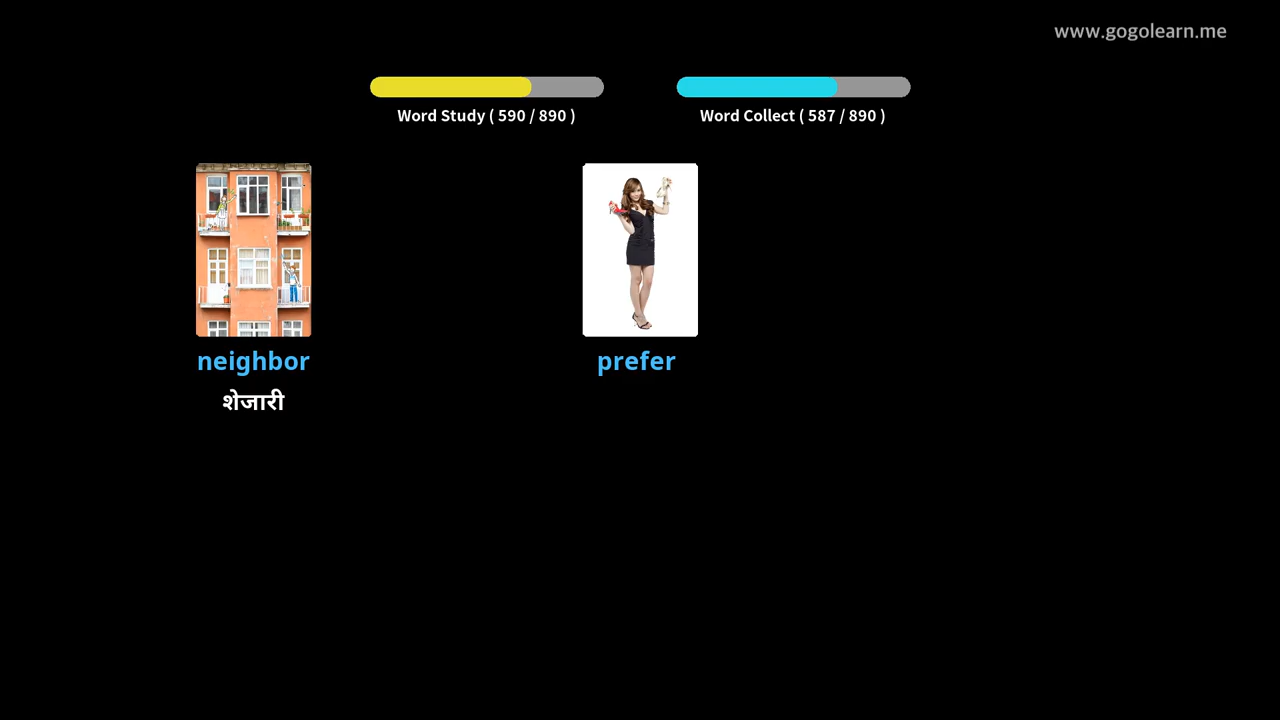 www.gogolearn.me
Word Study ( 590 / 890 )
Word Collect ( 587 / 890 )
neighbor
prefer
शेजारी